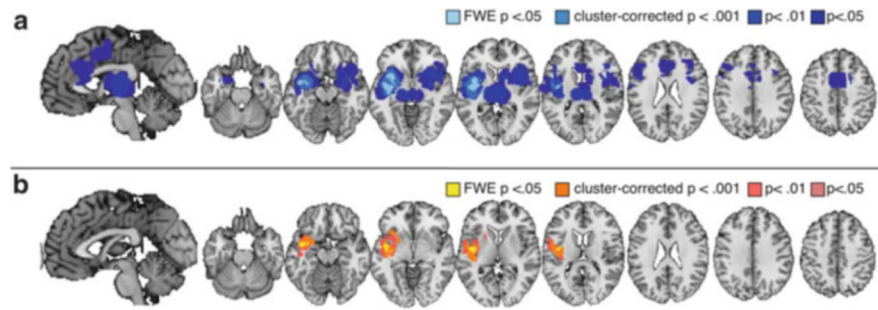 a
FWE p <.05 cluster-corrected p < .001 p< .01 p<.05
b
FWE p <.05 cluster-corrected p < .001 p< .01 p<.05